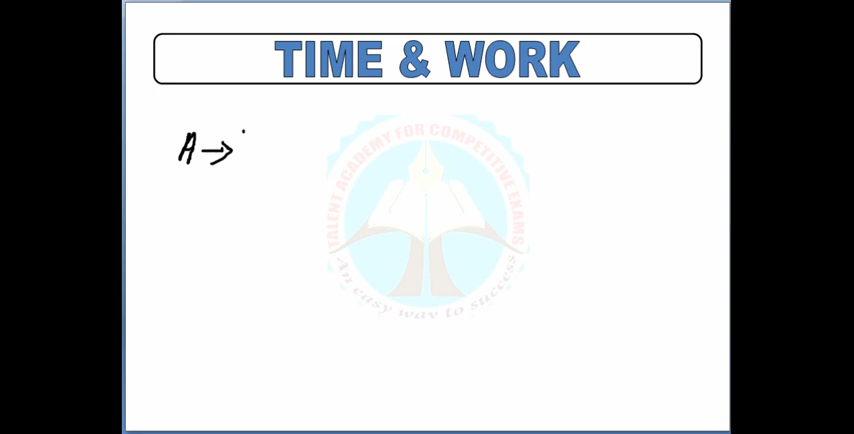 TIME & WORK
A →
TALENT ACADEMY FOR COMPETITIVE EXAMS
An easy way to success